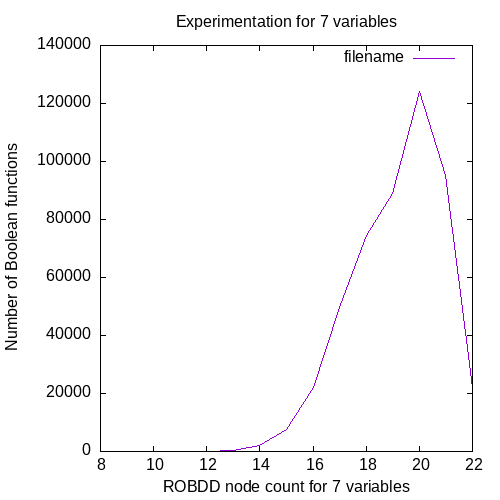 Experimentation for 7 variables
filename
140000
120000
100000
80000
60000
40000
20000
0
Number of Boolean functions
8 10 12 14 16 18 20 22
ROBDD node count for 7 variables